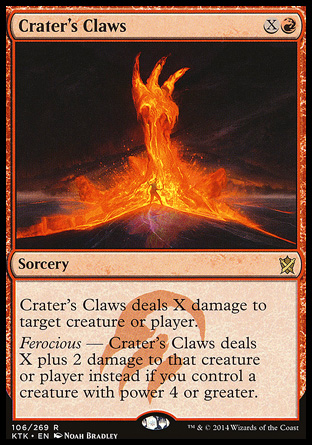 Crater's Claws X
Sorcery
Crater's Claws deals X damage to
target creature or player.
Ferocious — Crater's Claws deals
X plus 2 damage to that creature
or player instead if you control a
creature with power 4 or greater.
106/269 R
KTK • EN Noah Bradley ™ & © 2014 Wizards of the Coast